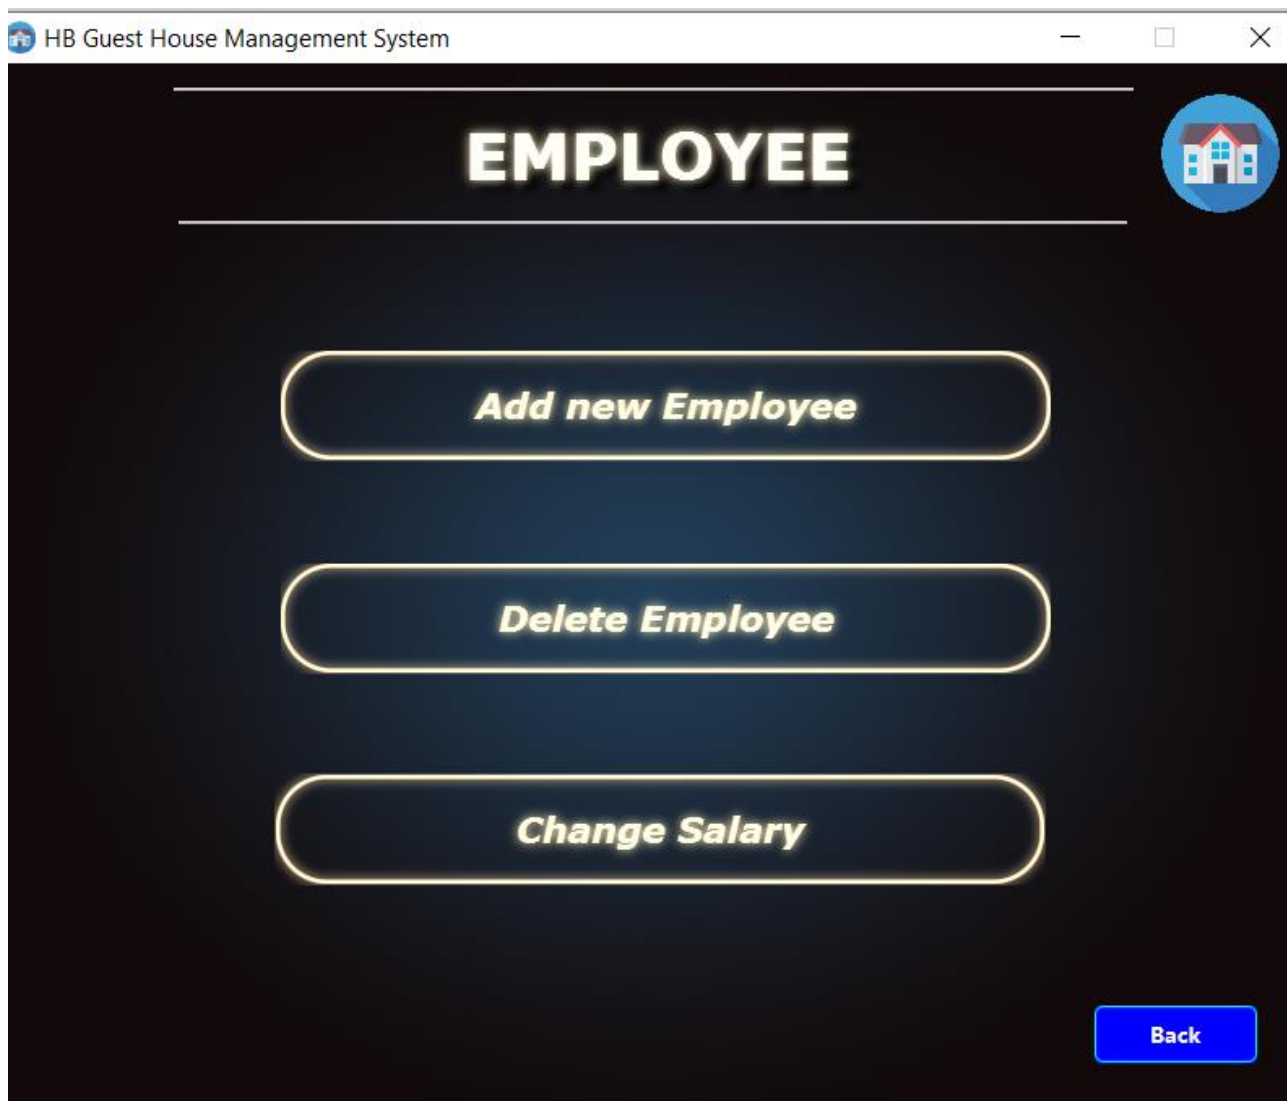 HB Guest House Management System
EMPLOYEE
Add new Employee
Delete Employee
Change Salary
Back